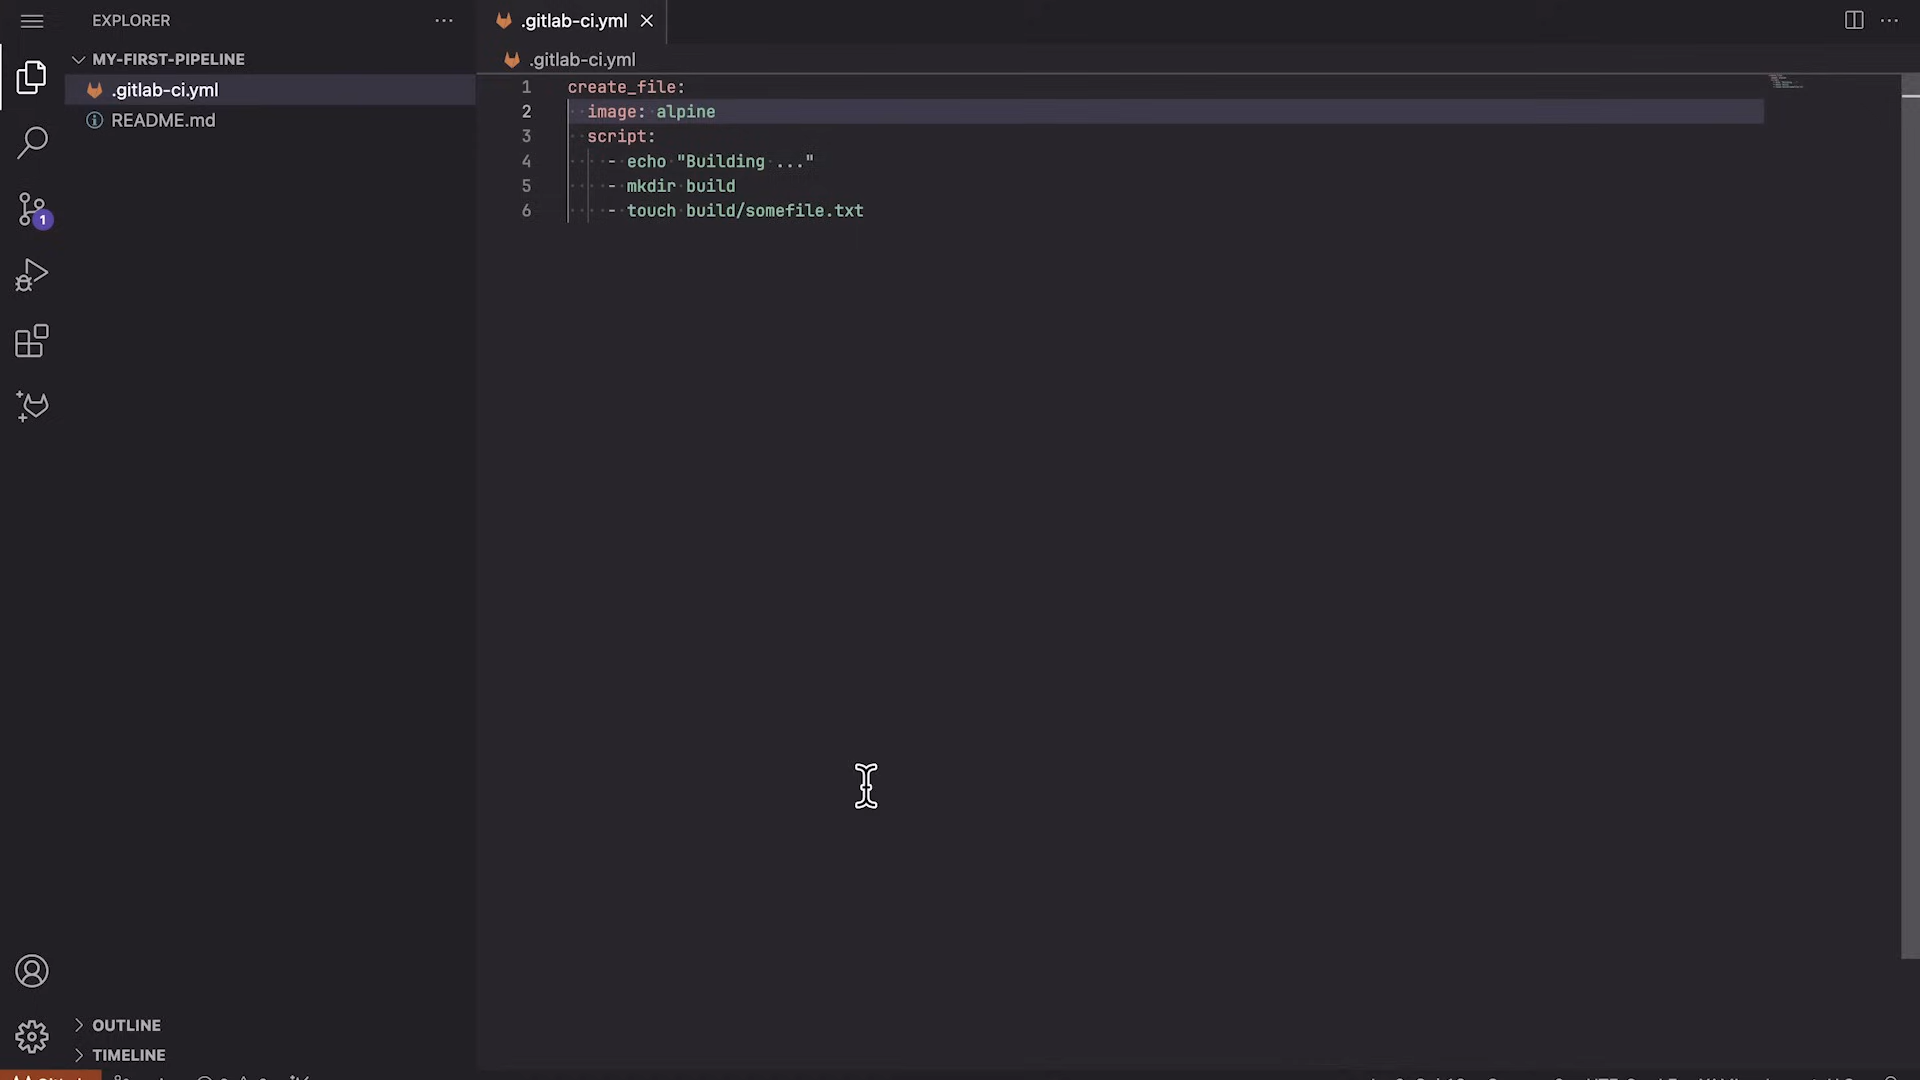 EXPLORER
.gitlab-ci.yml
MY-FIRST-PIPELINE
.gitlab-ci.yml
README.md
1
.gitlab-ci.yml
1 create_file:
2 image: alpine
3 script:
4 - echo "Building ..."
5 - mkdir build
6 - touch build/somefile.txt
OUTLINE
TIMELINE